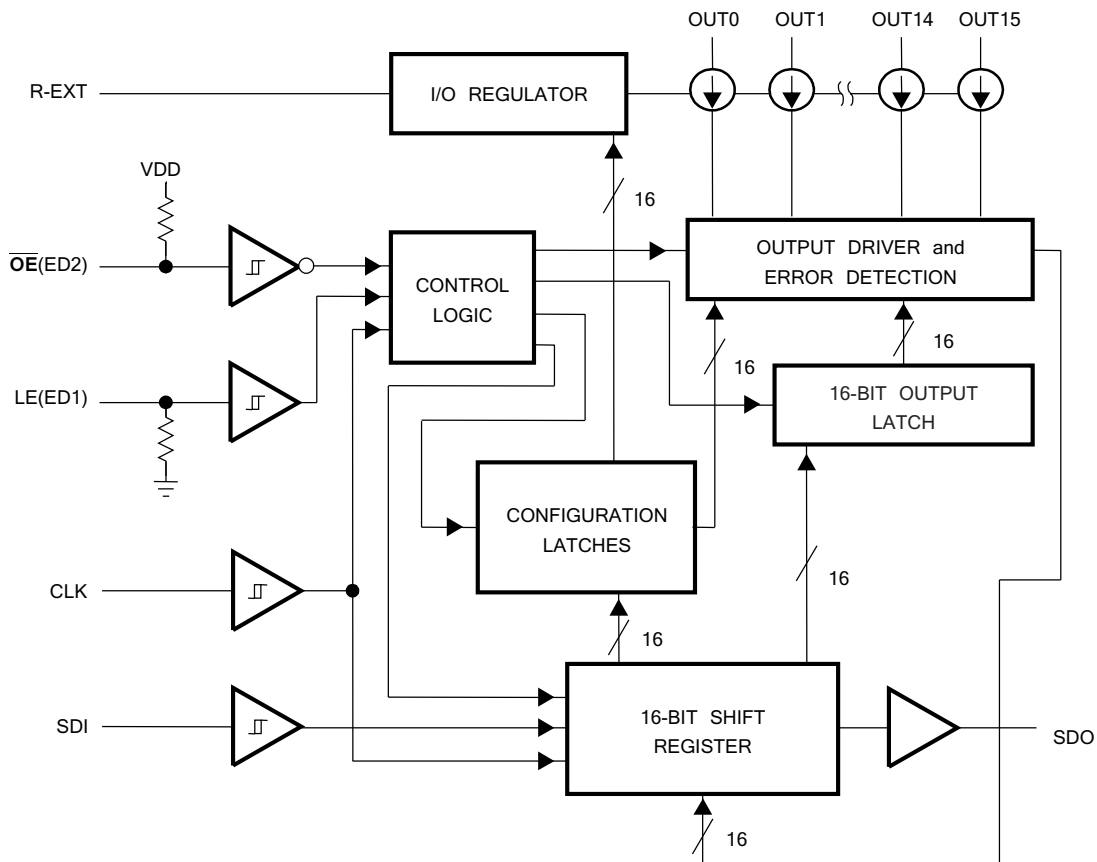 OUT0 OUT1 OUT14 OUT15
R-EXT
I/O REGULATOR
VDD
16
OE(ED2)
CONTROL
LOGIC
OUTPUT DRIVER and
ERROR DETECTION
16
16
LE(ED1)
16-BIT OUTPUT
LATCH
CONFIGURATION
LATCHES
CLK
16
16
SDI
16-BIT SHIFT
REGISTER
SDO
16